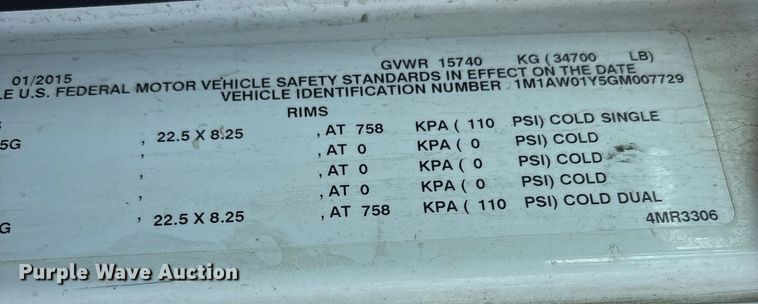 01/2015 GVWR 15740 KG (34700 LB)
LE U.S. FEDERAL MOTOR VEHICLE SAFETY STANDARDS IN EFFECT ON THE DATE
VEHICLE IDENTIFICATION NUMBER 1M1AW01Y5GM007729
RIMS
, 22.5 X 8.25 , AT 758 KPA ( 110 PSI) COLD SINGLE
5G , , AT 0 KPA ( 0 PSI) COLD
, , AT 0 KPA ( 0 PSI) COLD
, , AT 0 KPA ( 0 PSI) COLD
G , 22.5 X 8.25 , AT 758 KPA ( 110 PSI) COLD DUAL
4MR3306
Purple Wave Auction